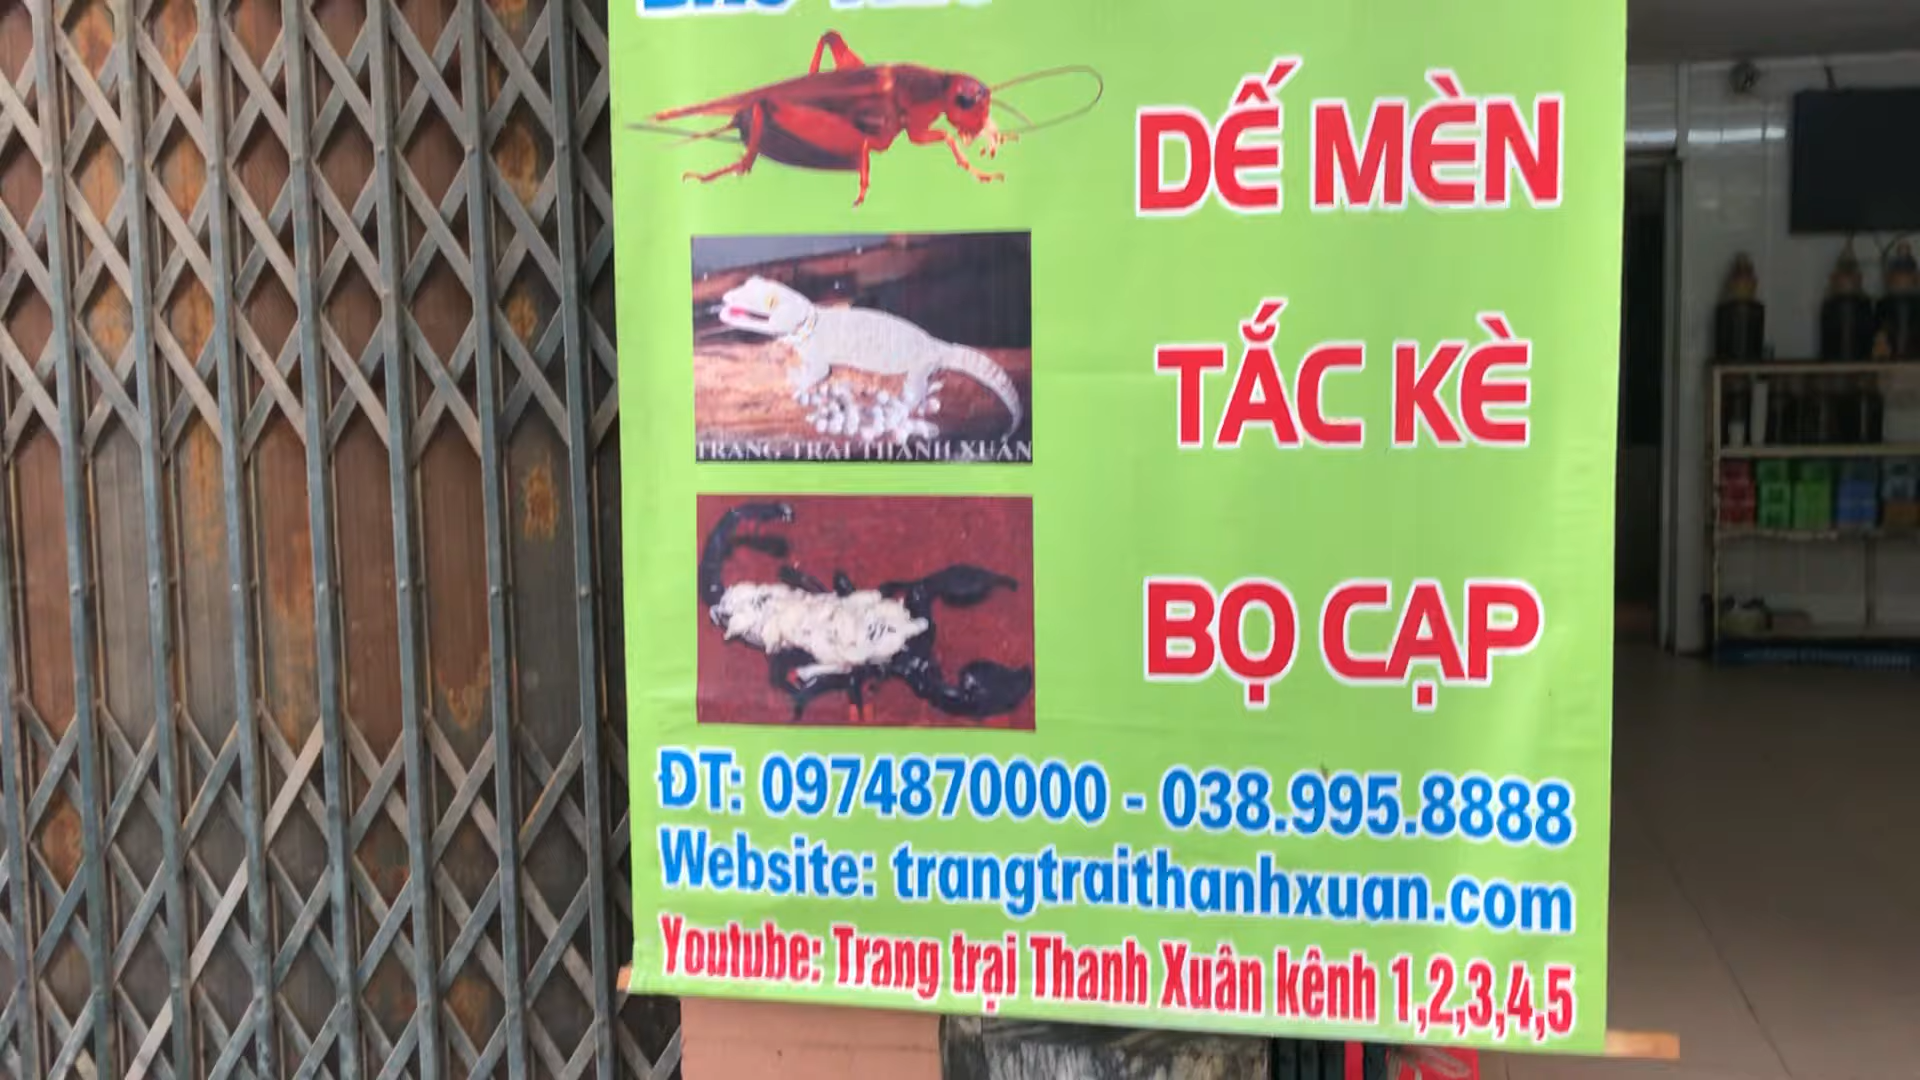 DẾ MÈN
TẮC KÈ
TRANG TRẠI THANH XUÂN
BỌ CẠP
ĐT: 0974870000 - 038.995.8888
Website: trangtraithanhxuan.com
Youtube: Trang trại Thanh Xuân kênh 1,2,3,4,5